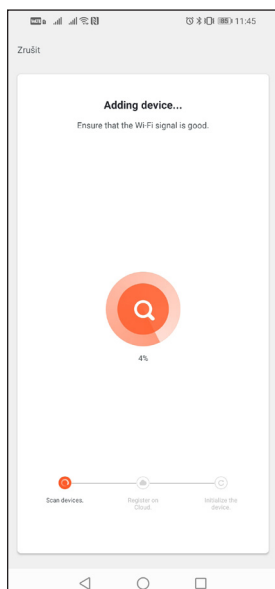 11:45
Zrušit
Adding device...
Ensure that the Wi-Fi signal is good.
4%
Scan devices.
Register on
Cloud.
Initialize the
device.